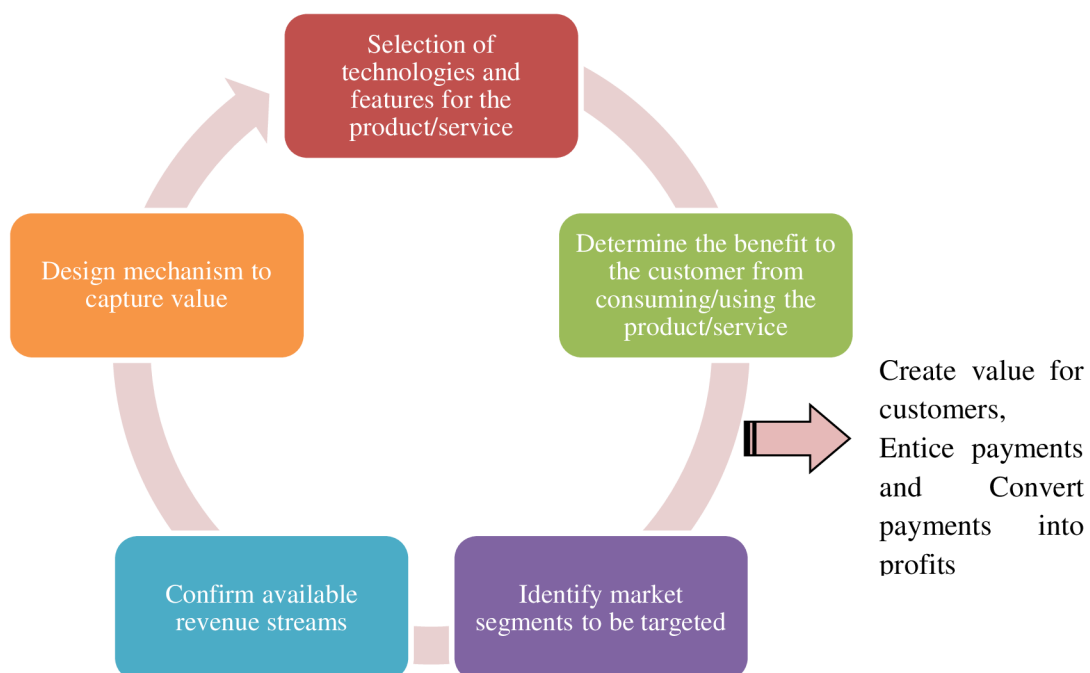 Selection of
technologies and
features for the
product/service
Determine the benefit to
the customer from
consuming/using the
product/service
Identify market
segments to be targeted
Confirm available
revenue streams
Design mechanism to
capture value
Create value for
customers,
Entice payments
and Convert
payments into
profits